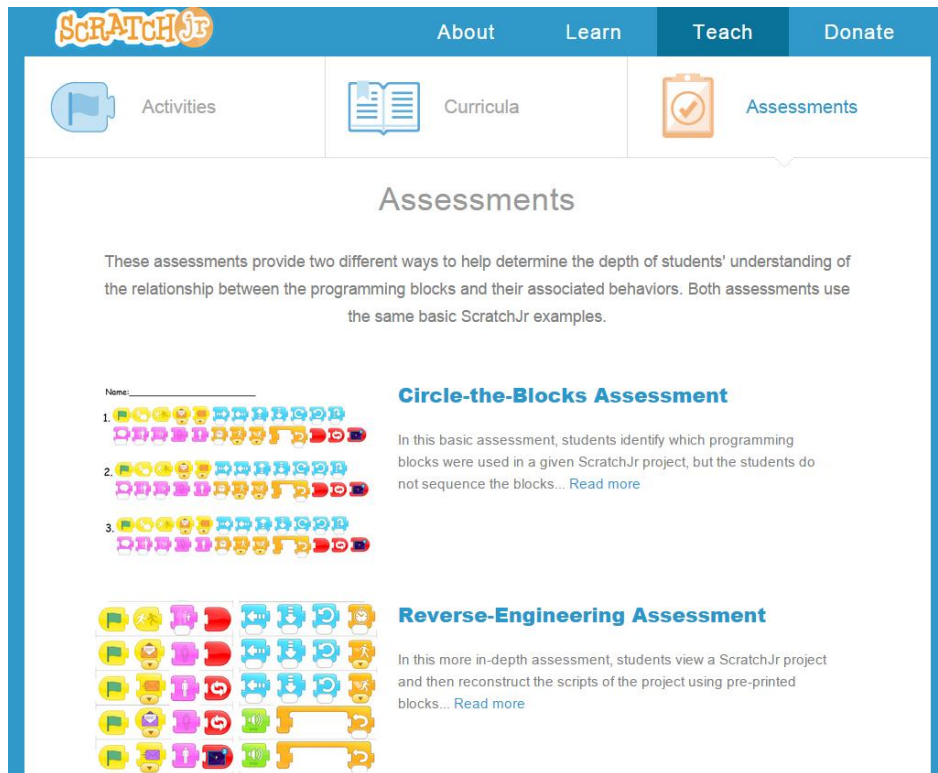 SCRATCH Jr
About Learn Teach Donate
Activities Curricula Assessments
Assessments
These assessments provide two different ways to help determine the depth of students' understanding of
the relationship between the programming blocks and their associated behaviors. Both assessments use
the same basic ScratchJr examples.
Name:
1.
2.
3.
Circle-the-Blocks Assessment
In this basic assessment, students identify which programming
blocks were used in a given ScratchJr project, but the students do
not sequence the blocks... Read more
Reverse-Engineering Assessment
In this more in-depth assessment, students view a ScratchJr project
and then reconstruct the scripts of the project using pre-printed
blocks... Read more